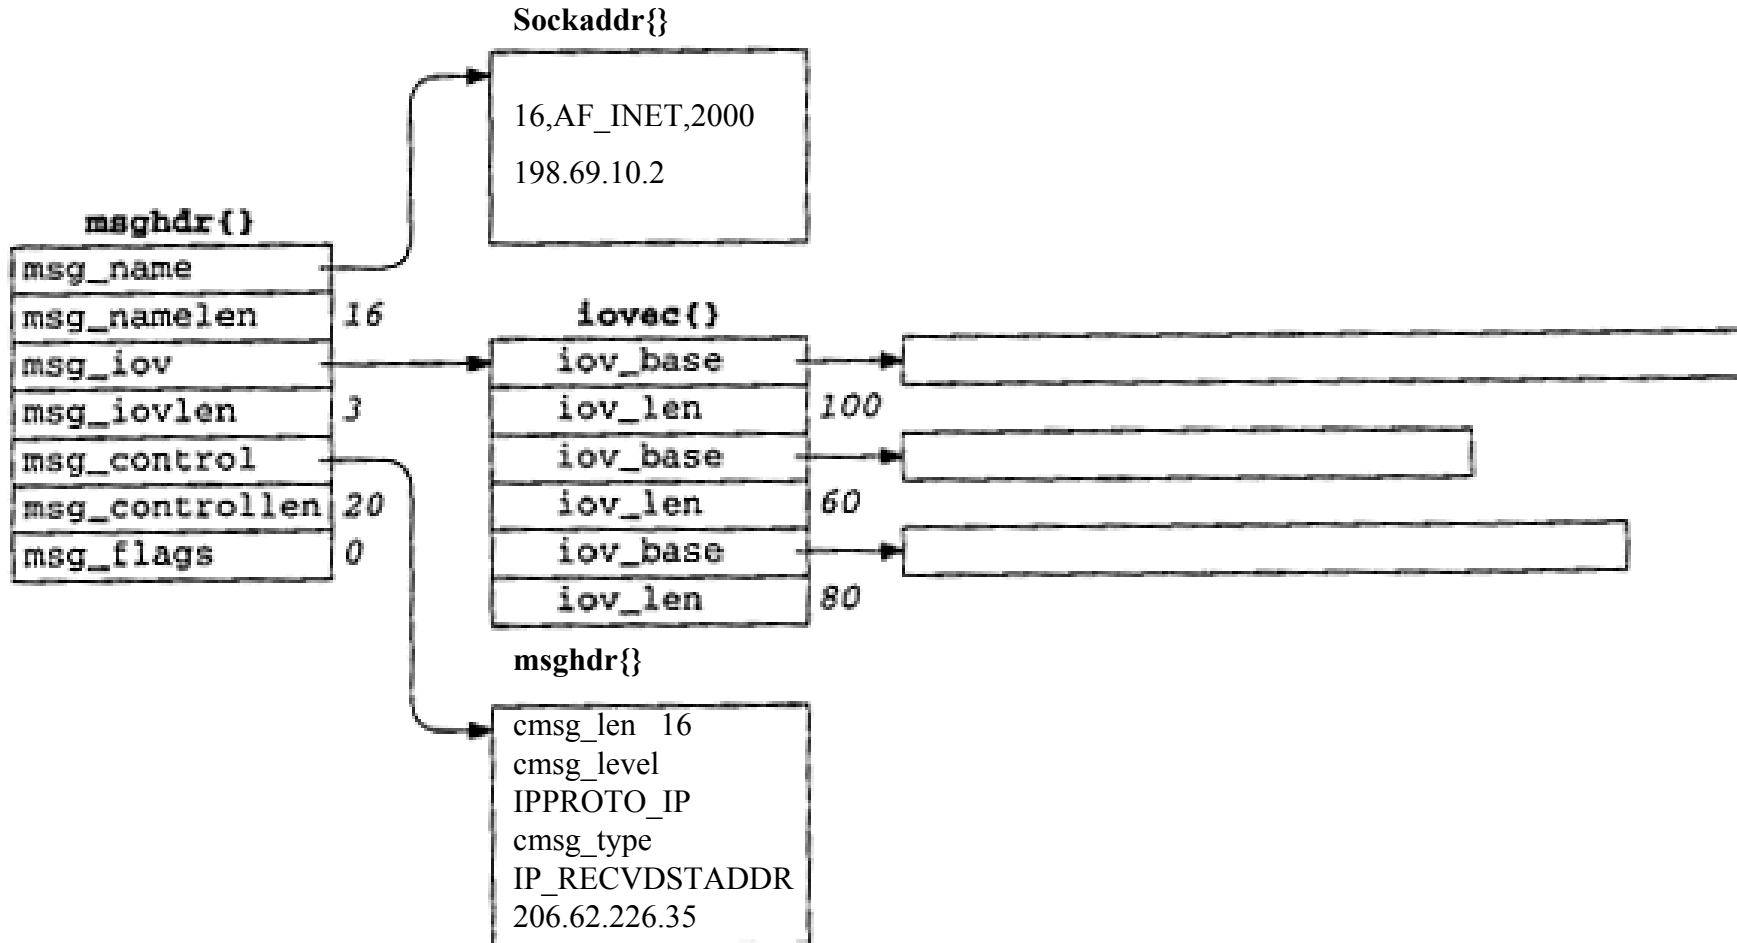 Sockaddr{}
16,AF_INET,2000
198.69.10.2
msghdr{}
msg_name
msg_namelen 16
msg_iov
msg_iovlen 3
msg_control
msg_controllen 20
msg_flags 0
iovec{}
iov_base
iov_len 100
iov_base
iov_len 60
iov_base
iov_len 80
msghdr{}
cmsg_len 16
cmsg_level
IPPROTO_IP
cmsg_type
IP_RECVDSTADDR
206.62.226.35